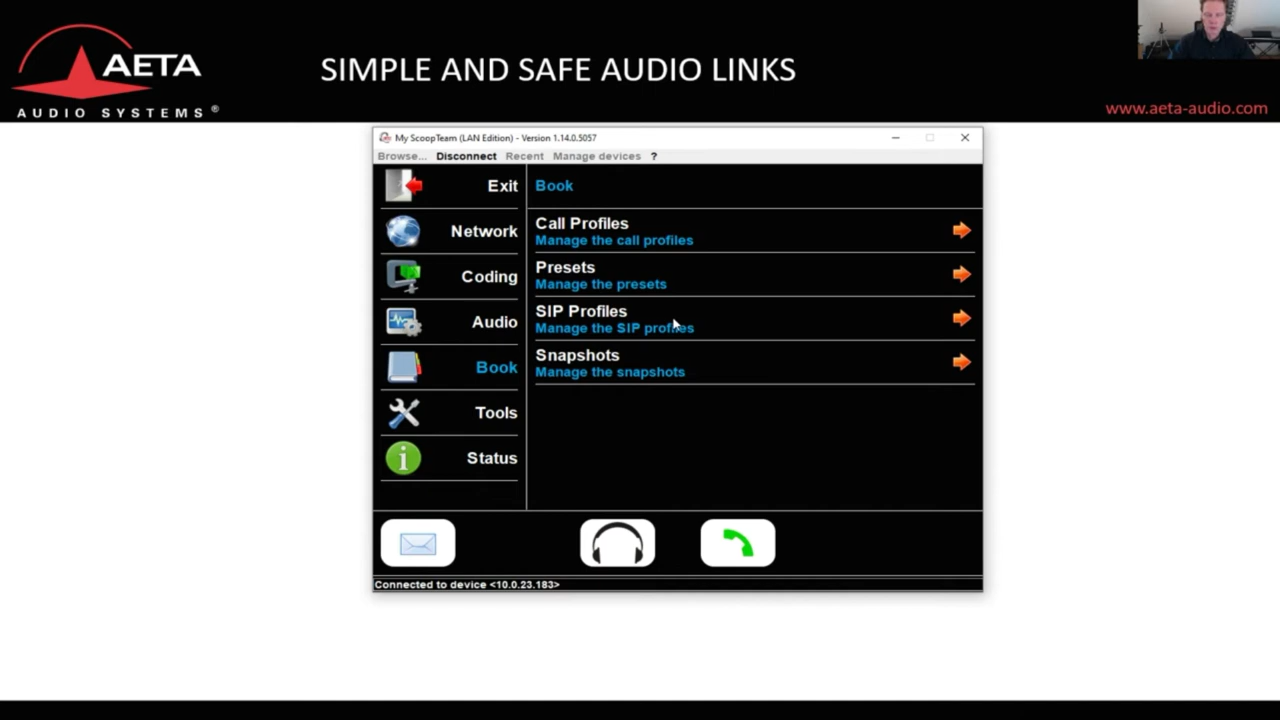 AETA
AUDIO SYSTEMS ®
SIMPLE AND SAFE AUDIO LINKS
www.aeta-audio.com
My ScoopTeam (LAN Edition) - Version 1.14.0.5057
Browse... Disconnect Recent Manage devices ?
Exit
Network
Coding
Audio
Book
Tools
Status
Book
Call Profiles
Manage the call profiles
Presets
Manage the presets
SIP Profiles
Manage the SIP profiles
Snapshots
Manage the snapshots
Connected to device <10.0.23.183>